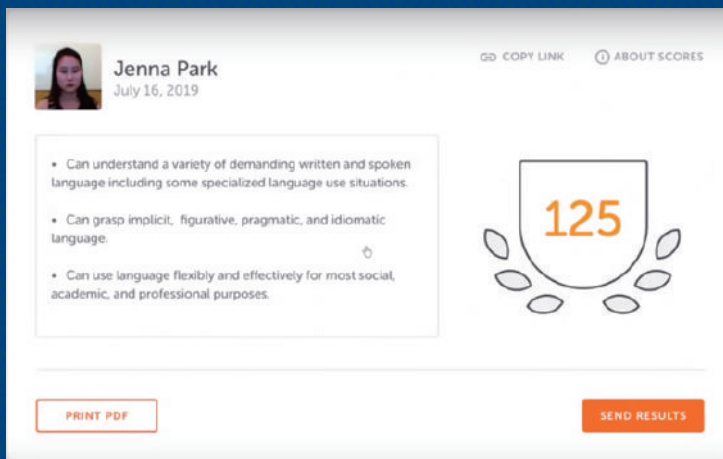 Jenna Park
July 16, 2019
COPY LINK
ABOUT SCORES
• Can understand a variety of demanding written and spoken
language including some specialized language use situations.
• Can grasp implicit, figurative, pragmatic, and idiomatic
language.
• Can use language flexibly and effectively for most social,
academic, and professional purposes.
125
PRINT PDF
SEND RESULTS